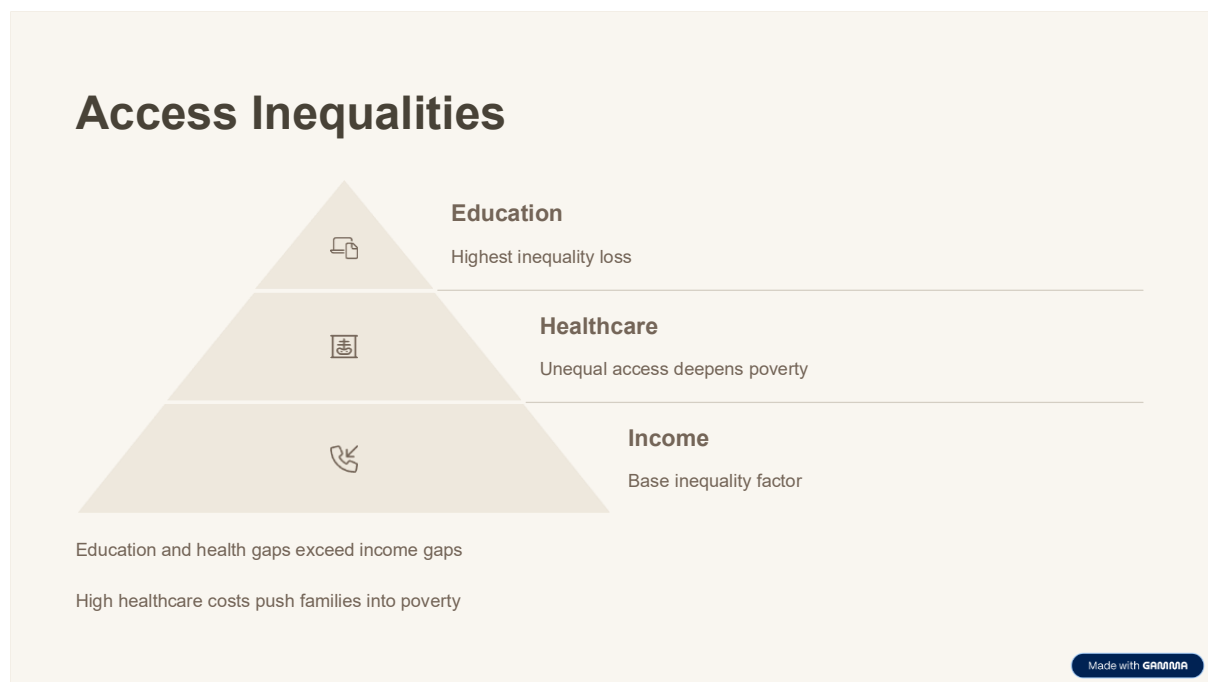 Access Inequalities
Education
Highest inequality loss
Healthcare
Unequal access deepens poverty
Income
Base inequality factor
Education and health gaps exceed income gaps
High healthcare costs push families into poverty
Made with GAMMA